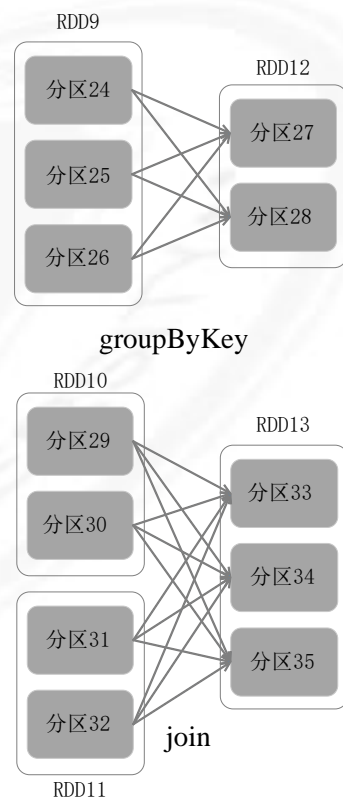 RDD9
RDD12
分区24
分区27
分区25
分区28
分区26
groupByKey
RDD10
RDD13
分区29
分区33
分区30
分区34
分区31
分区35
分区32
join
RDD11